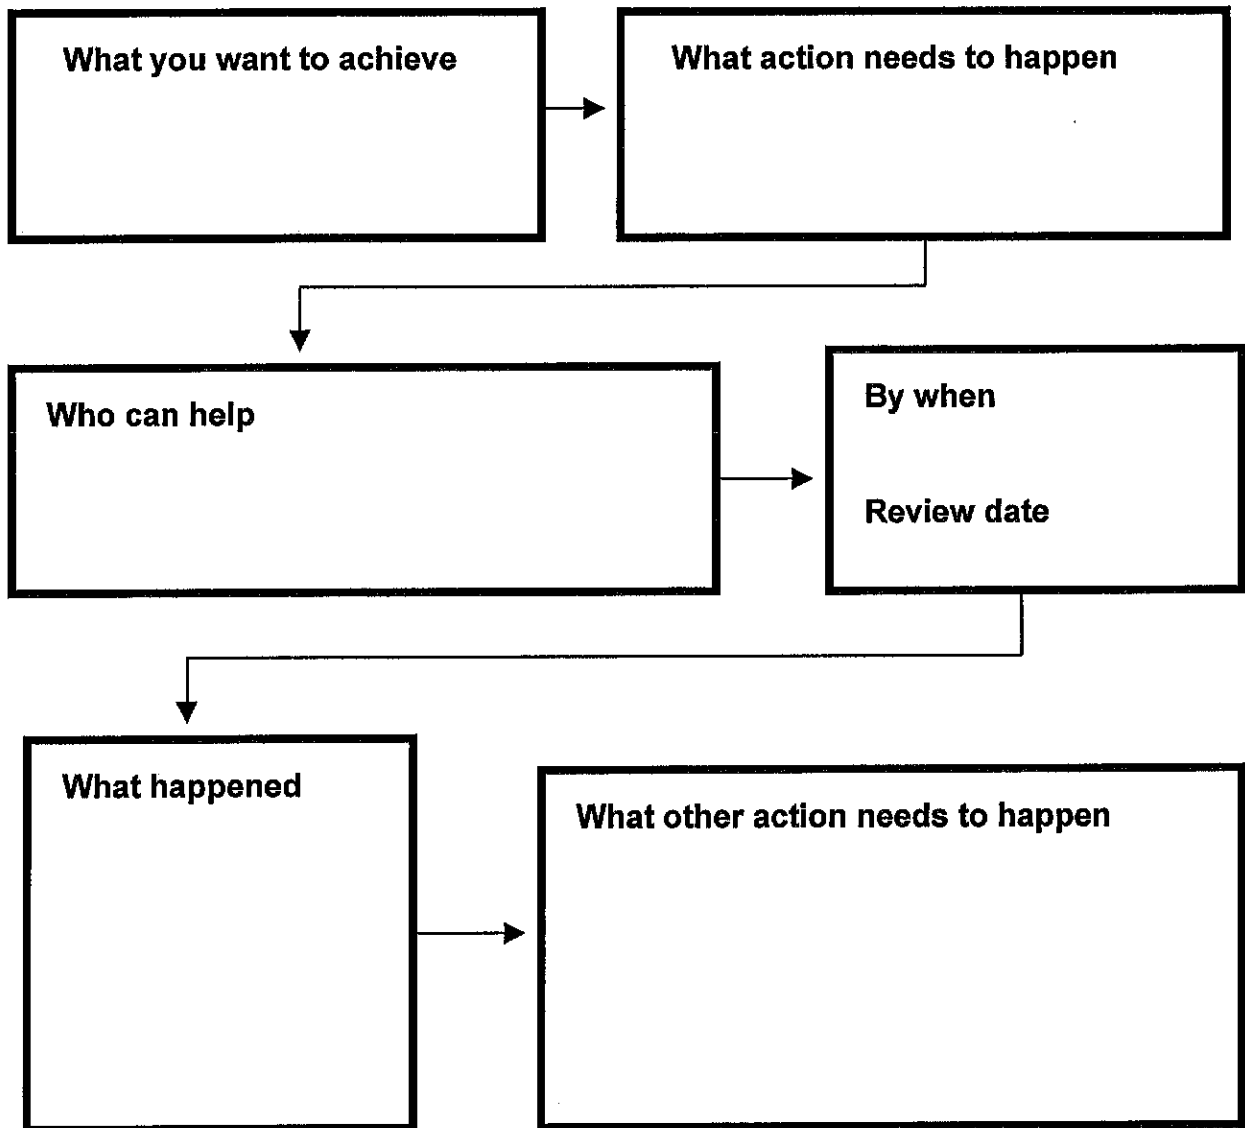 What you want to achieve
What action needs to happen
Who can help
By when
Review date
What happened
What other action needs to happen